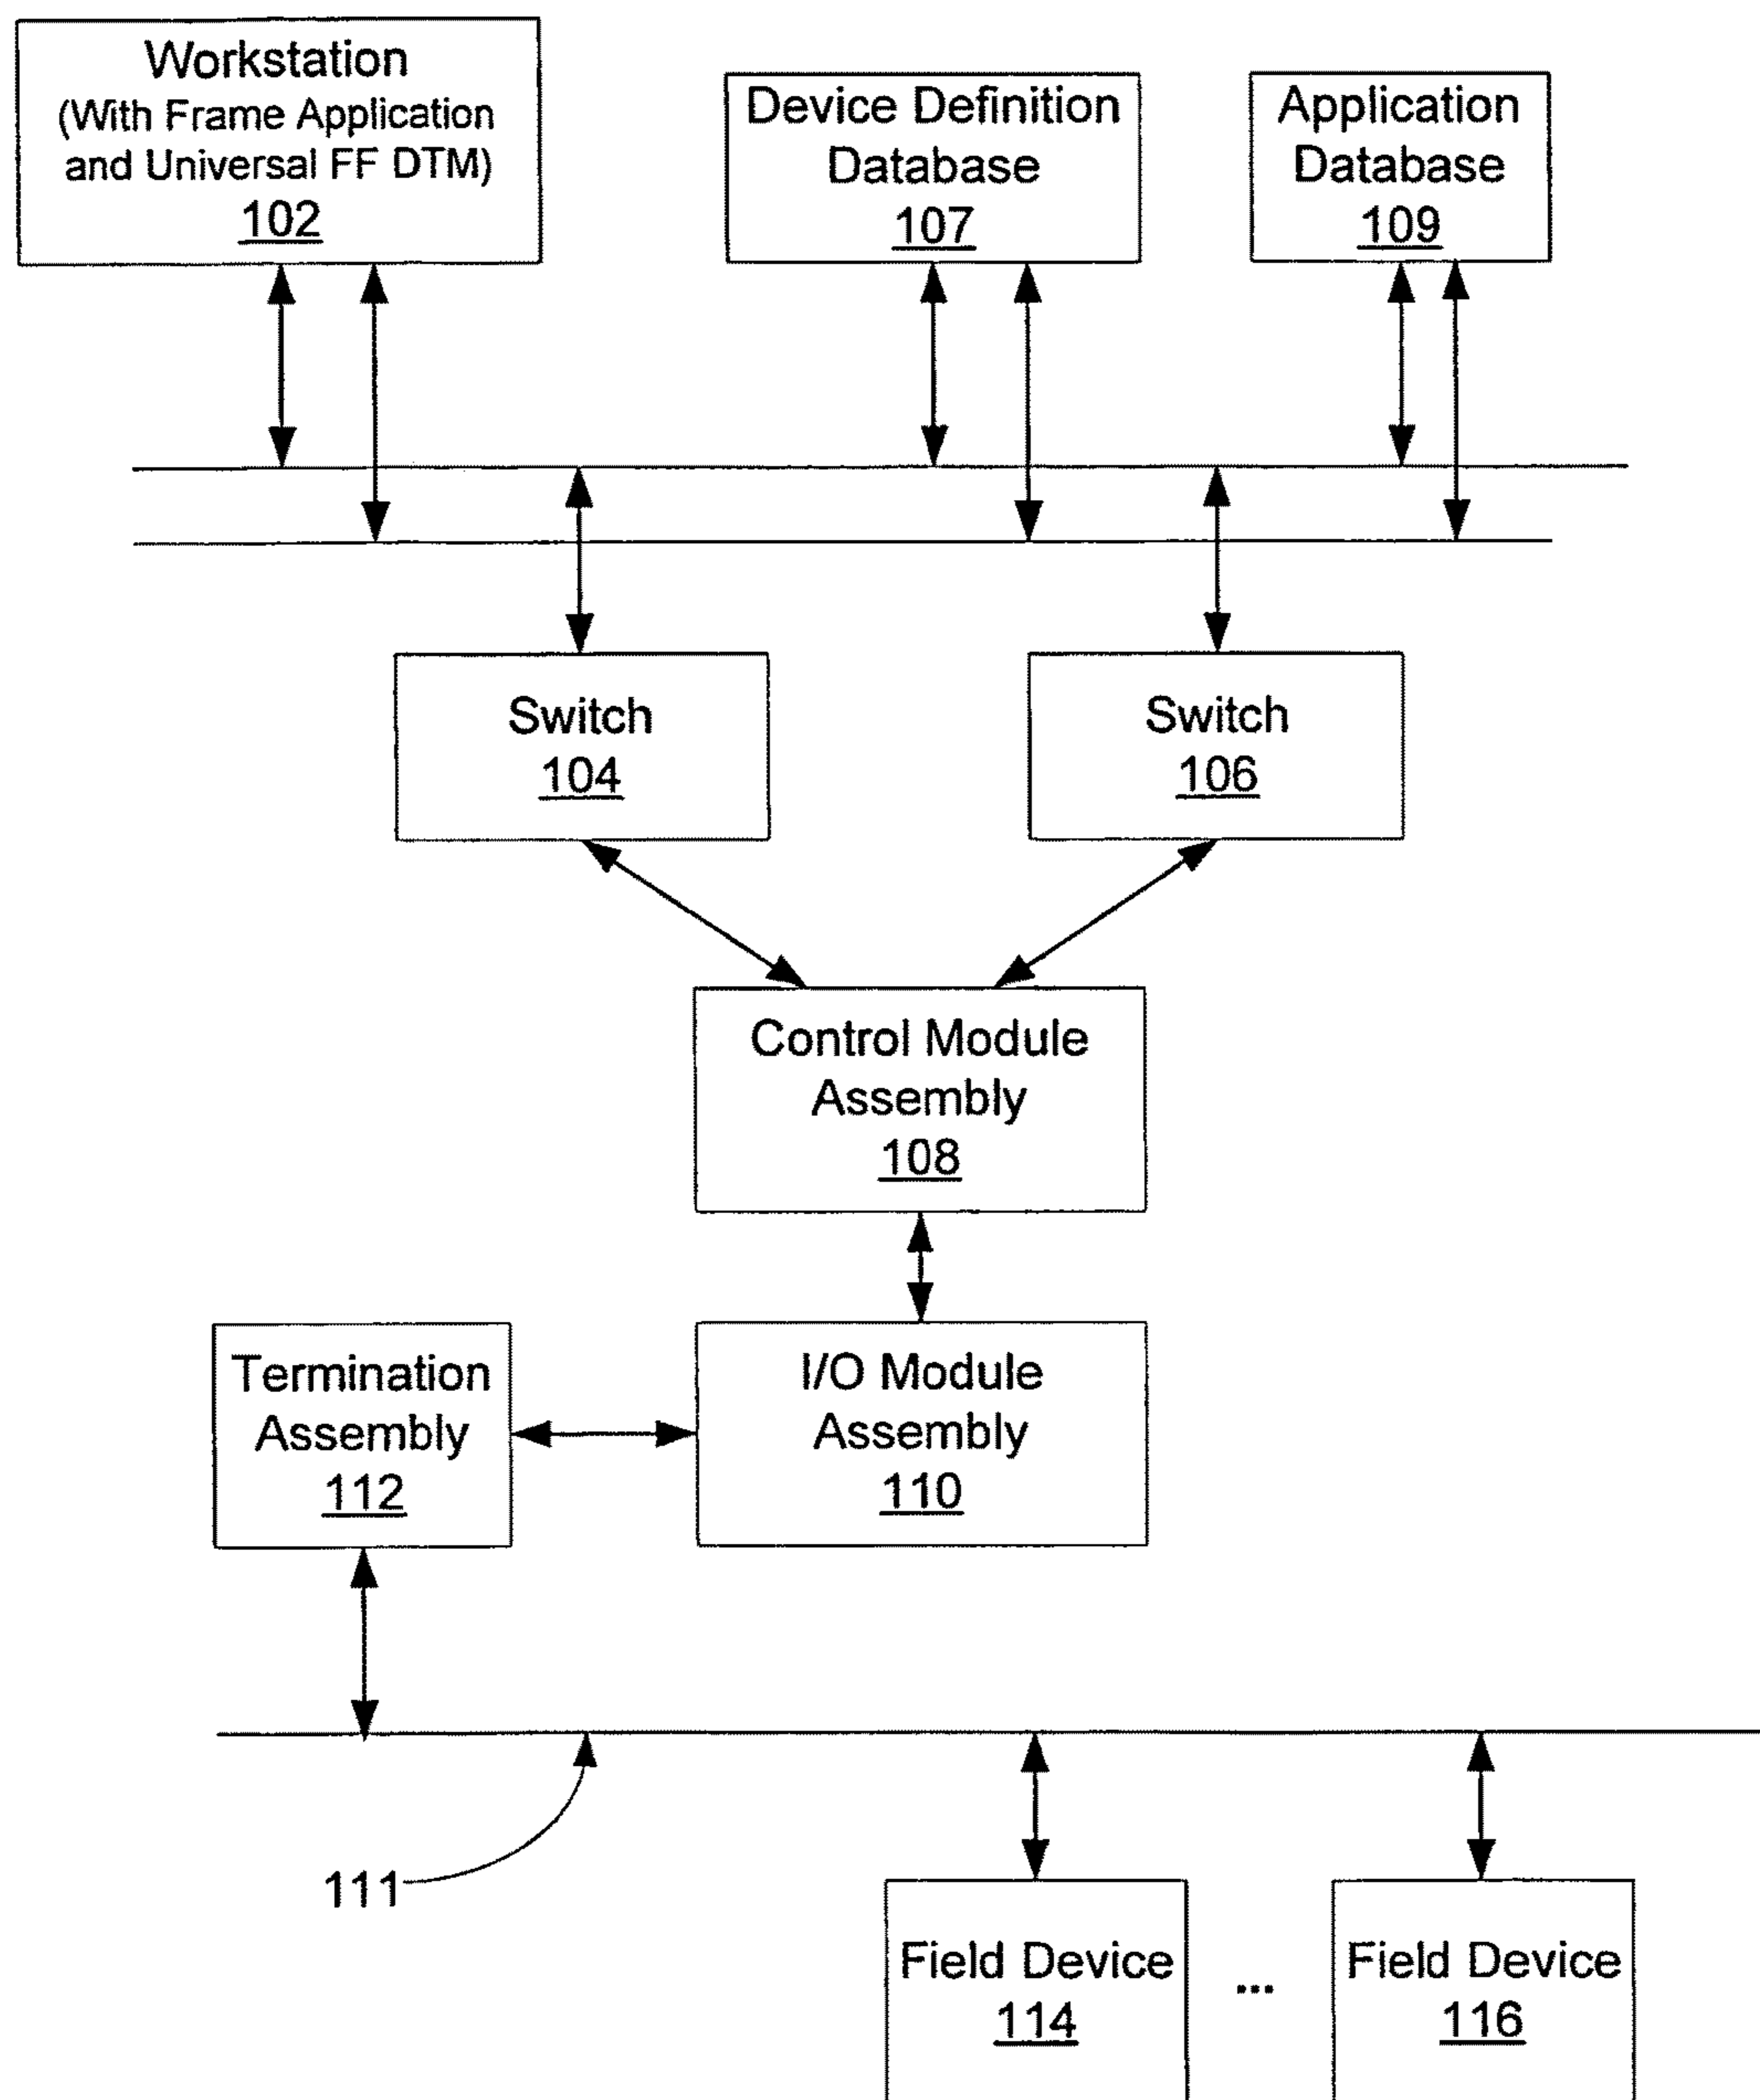 Workstation
(With Frame Application
and Universal FF DTM)
102
Device Definition
Database
107
Application
Database
109
Switch
104
Switch
106
Control Module
Assembly
108
Termination
Assembly
112
I/O Module
Assembly
110
111
Field Device
114
...
Field Device
116